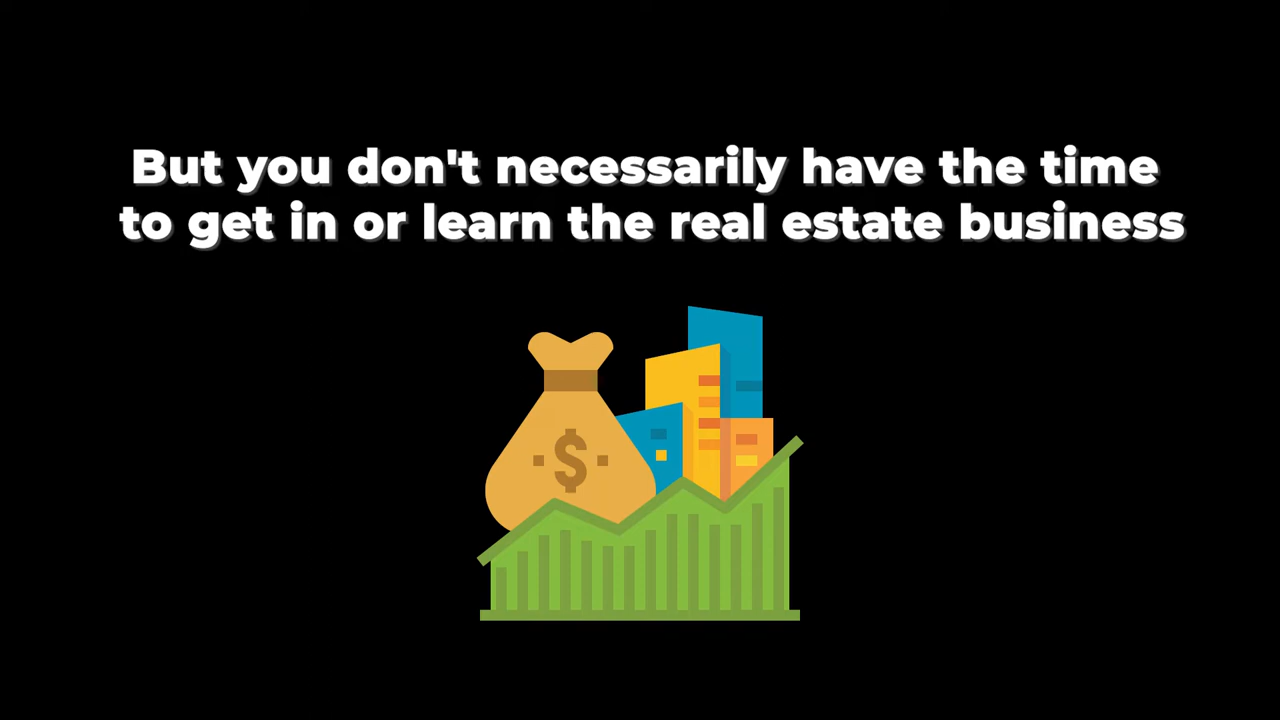 But you don't necessarily have the time
to get in or learn the real estate business
$